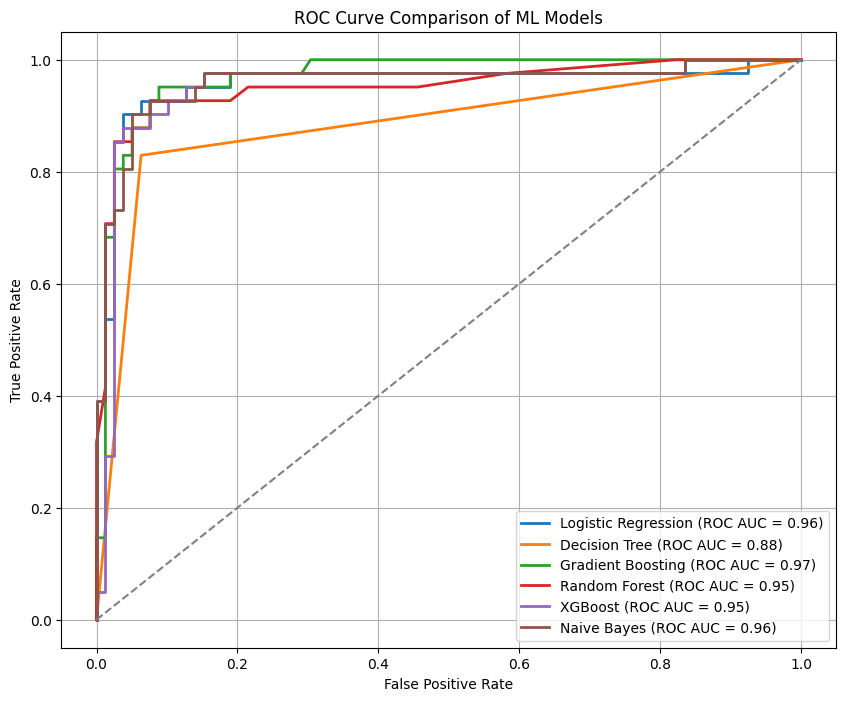 ROC Curve Comparison of ML Models
True Positive Rate
1.0
0.8
0.6
0.4
0.2
0.0
Logistic Regression (ROC AUC = 0.96)
Decision Tree (ROC AUC = 0.88)
Gradient Boosting (ROC AUC = 0.97)
Random Forest (ROC AUC = 0.95)
XGBoost (ROC AUC = 0.95)
Naive Bayes (ROC AUC = 0.96)
0.0 0.2 0.4 0.6 0.8 1.0
False Positive Rate